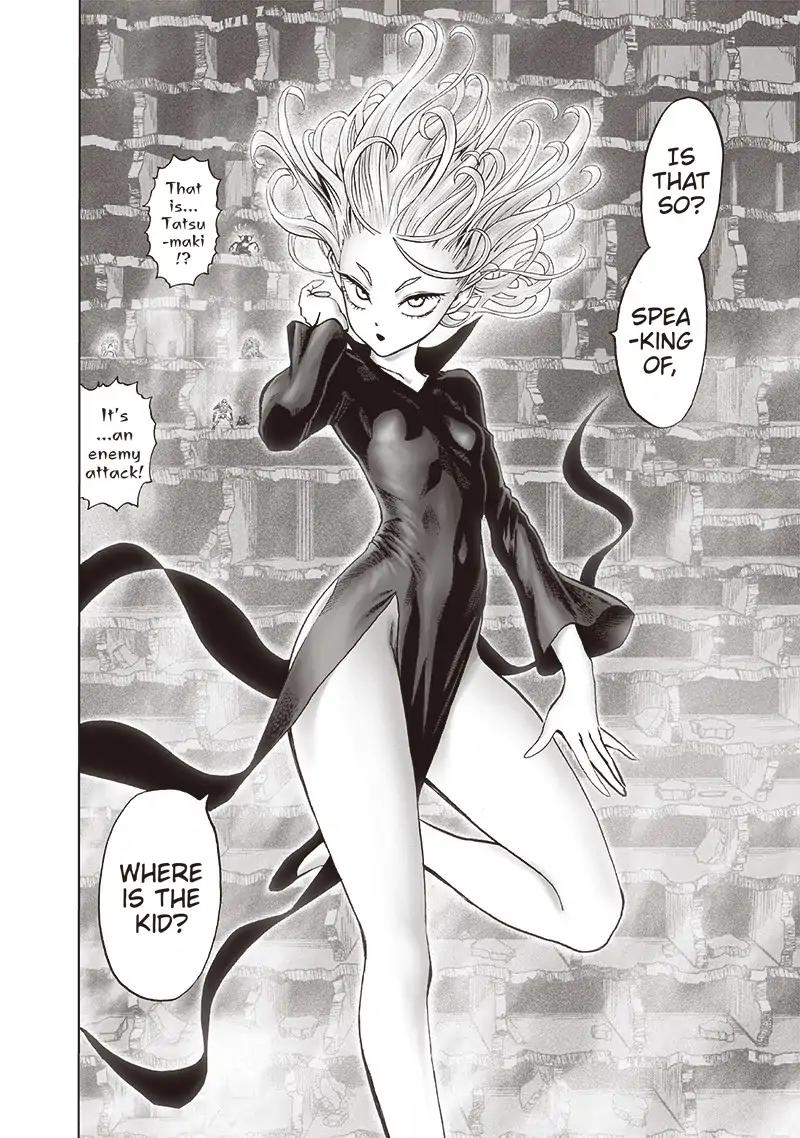 IS
THAT
SO?
SPEA
-KING
OF,
That
is...
Tatsu
-maki
!?
It's
...an
enemy
attack!
WHERE
IS THE
KID?